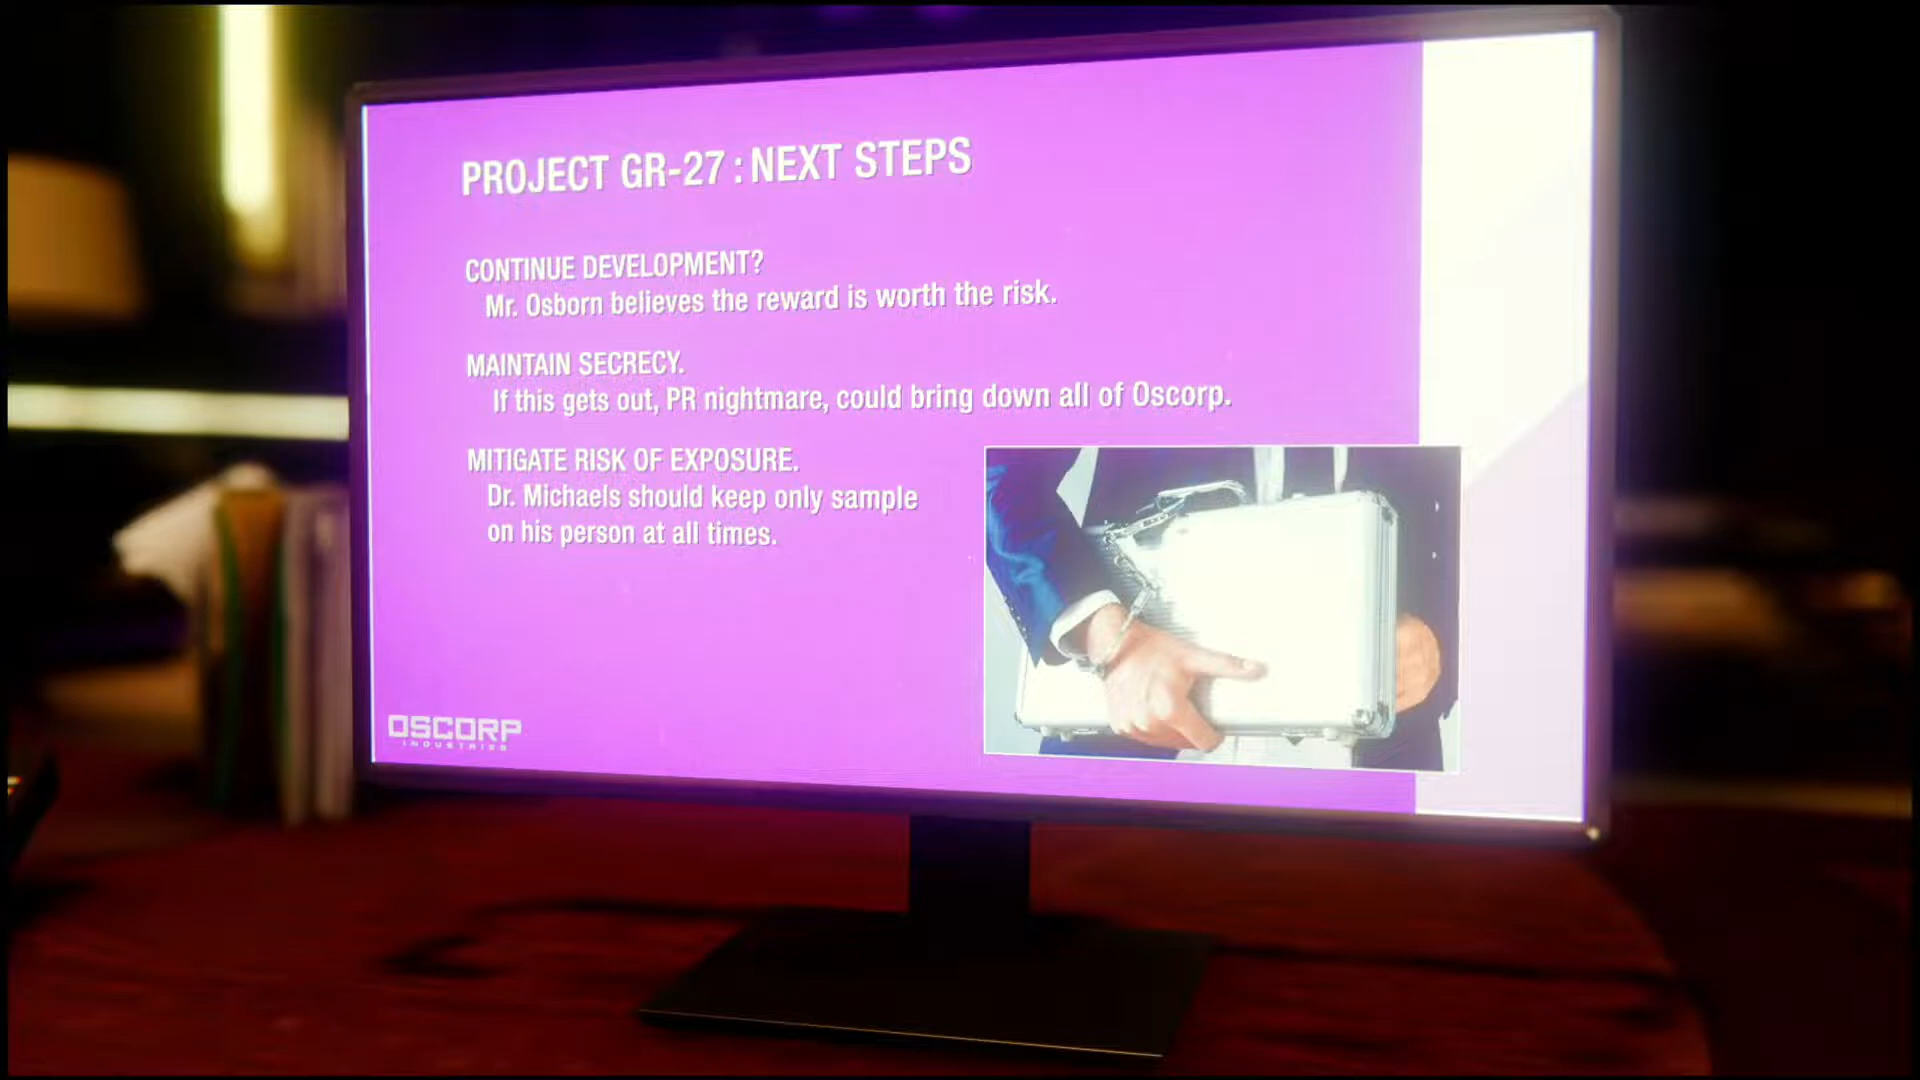 PROJECT GR-27 : NEXT STEPS
CONTINUE DEVELOPMENT?
Mr. Osborn believes the reward is worth the risk.
MAINTAIN SECRECY.
If this gets out, PR nightmare, could bring down all of Oscorp.
MITIGATE RISK OF EXPOSURE.
Dr. Michaels should keep only sample
on his person at all times.
OSCORP
INDUSTRIES